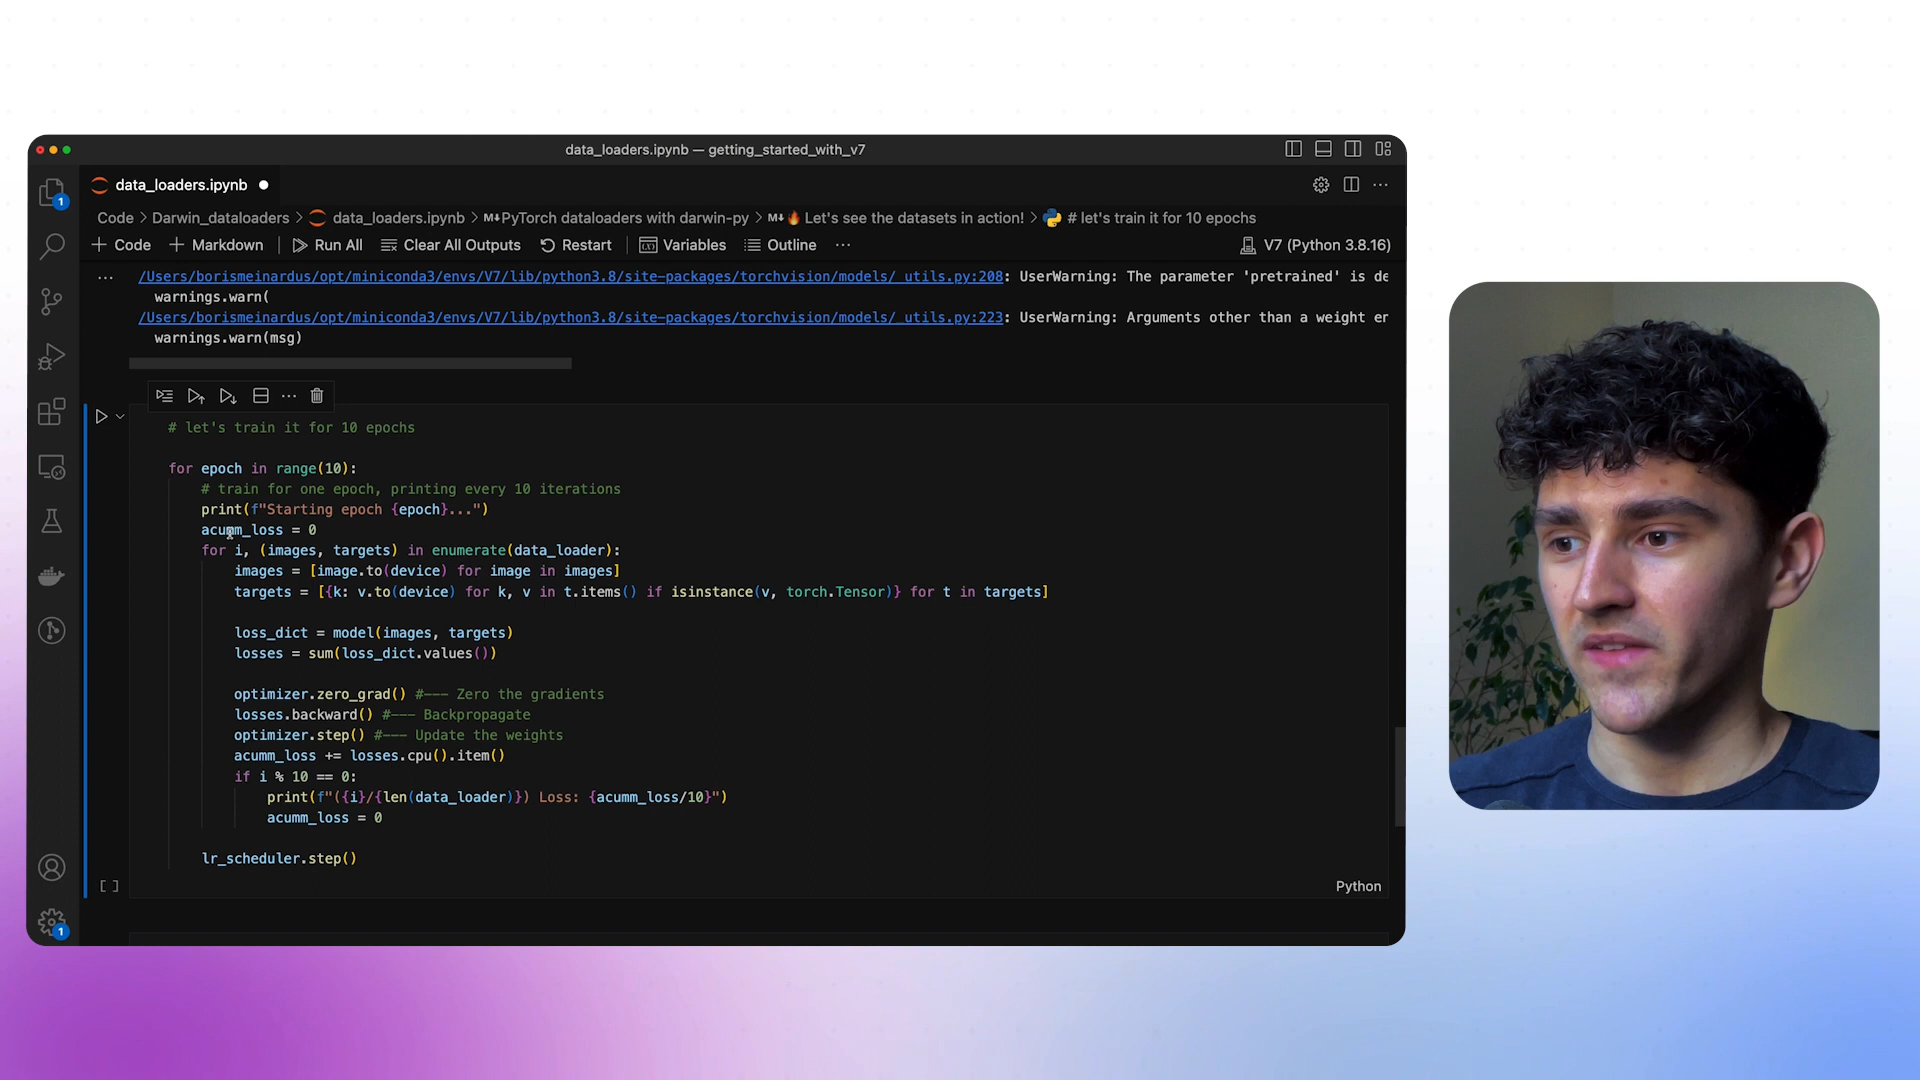 data_loaders.ipynb — getting_started_with_v7
data_loaders.ipynb
Code > Darwin_dataloaders > data_loaders.ipynb > M↓PyTorch dataloaders with darwin-py > M↓🔥 Let's see the datasets in action! > # let's train it for 10 epochs
+ Code + Markdown | Run All Clear All Outputs Restart | Variables Outline ...
V7 (Python 3.8.16)
... /Users/borismeinardus/opt/miniconda3/envs/V7/lib/python3.8/site-packages/torchvision/models/_utils.py:208: UserWarning: The parameter 'pretrained' is de
warnings.warn(
/Users/borismeinardus/opt/miniconda3/envs/V7/lib/python3.8/site-packages/torchvision/models/_utils.py:223: UserWarning: Arguments other than a weight en
warnings.warn(msg)
# let's train it for 10 epochs
for epoch in range(10):
# train for one epoch, printing every 10 iterations
print(f"Starting epoch {epoch}...")
acumm_loss = 0
for i, (images, targets) in enumerate(data_loader):
images = [image.to(device) for image in images]
targets = [{k: v.to(device) for k, v in t.items() if isinstance(v, torch.Tensor)} for t in targets]
loss_dict = model(images, targets)
losses = sum(loss_dict.values())
optimizer.zero_grad() #––– Zero the gradients
losses.backward() #––– Backpropagate
optimizer.step() #––– Update the weights
acumm_loss += losses.cpu().item()
if i % 10 == 0:
print(f"({i}/{len(data_loader)}) Loss: {acumm_loss/10}")
acumm_loss = 0
lr_scheduler.step()
[ ]
Python
1
1